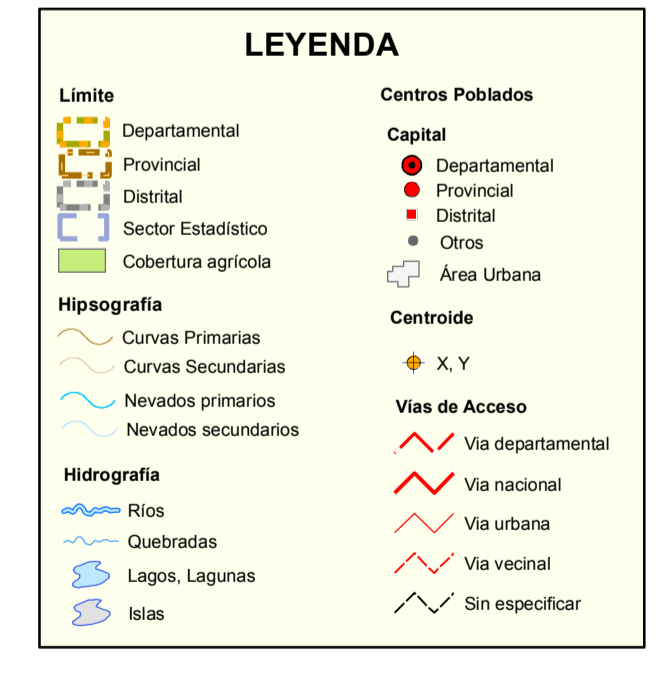 LEYENDA
Límite
Departamental
Provincial
Distrital
Sector Estadístico
Cobertura agrícola
Hipsografía
Curvas Primarias
Curvas Secundarias
Nevados primarios
Nevados secundarios
Hidrografía
Ríos
Quebradas
Lagos, Lagunas
Islas
Centros Poblados
Capital
Departamental
Provincial
Distrital
Otros
Área Urbana
Centroide
X, Y
Vías de Acceso
Via departamental
Via nacional
Via urbana
Via vecinal
Sin especificar